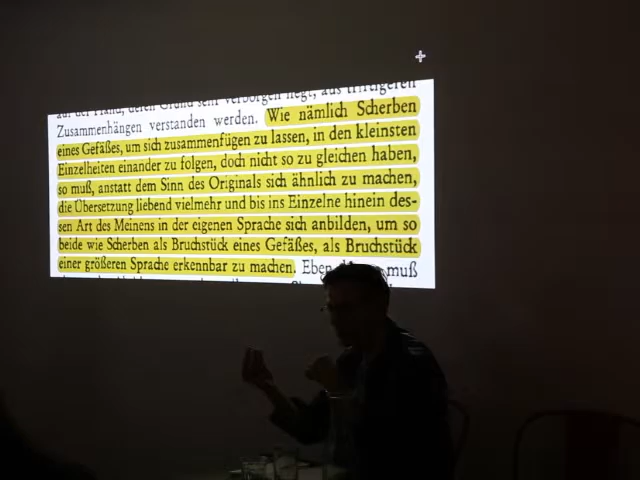 auf der Hand, deren Grund sehr verborgen liegt, aus triftigeren
Zusammenhängen verstanden werden. Wie nämlich Scherben
eines Gefäßes, um sich zusammenfügen zu lassen, in den kleinsten
Einzelheiten einander zu folgen, doch nicht so zu gleichen haben,
so muß, anstatt dem Sinn des Originals sich ähnlich zu machen,
die Übersetzung liebend vielmehr und bis ins Einzelne hinein des-
sen Art des Meinens in der eigenen Sprache sich anbilden, um so
beide wie Scherben als Bruchstück eines Gefäßes, als Bruchstück
einer größeren Sprache erkennbar zu machen. muß